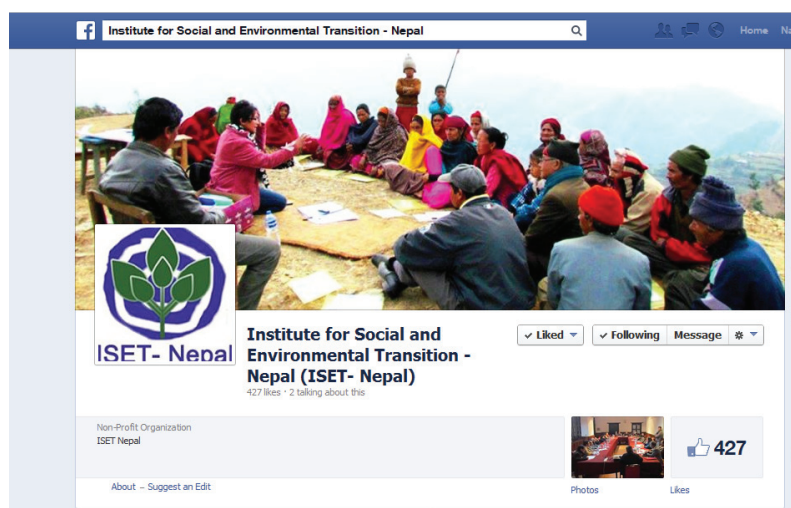 f Institute for Social and Environmental Transition - Nepal
Home Na
ISET- Nepal
Institute for Social and
Environmental Transition -
Nepal (ISET- Nepal)
427 likes · 2 talking about this
Liked
Following Message
Non-Profit Organization
ISET Nepal
427
About – Suggest an Edit
Photos
Likes